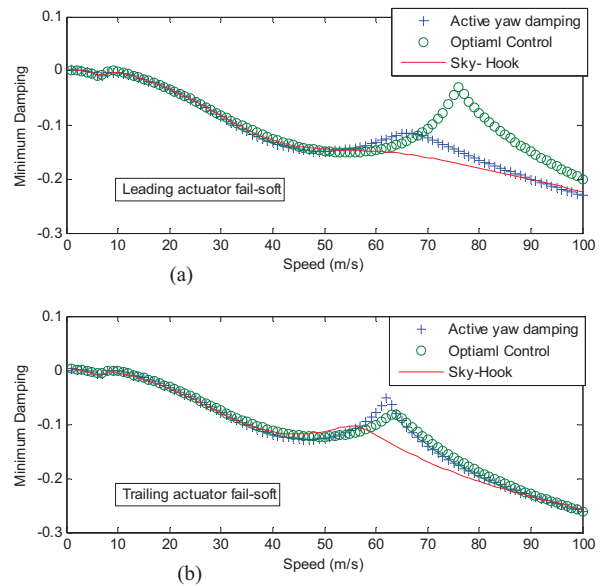 0.1
0
-0.1
-0.2
-0.3
Minimum Damping
Active yaw damping
Optiaml Control
Sky- Hook
Leading actuator fail-soft
0 10 20 30 40 50 60 70 80 90 100
Speed (m/s)
(a)
0.1
0
-0.1
-0.2
-0.3
Minimum Damping
Active yaw damping
Optiaml Control
Sky-Hook
Trailing actuator fail-soft
0 10 20 30 40 50 60 70 80 90 100
Speed (m/s)
(b)